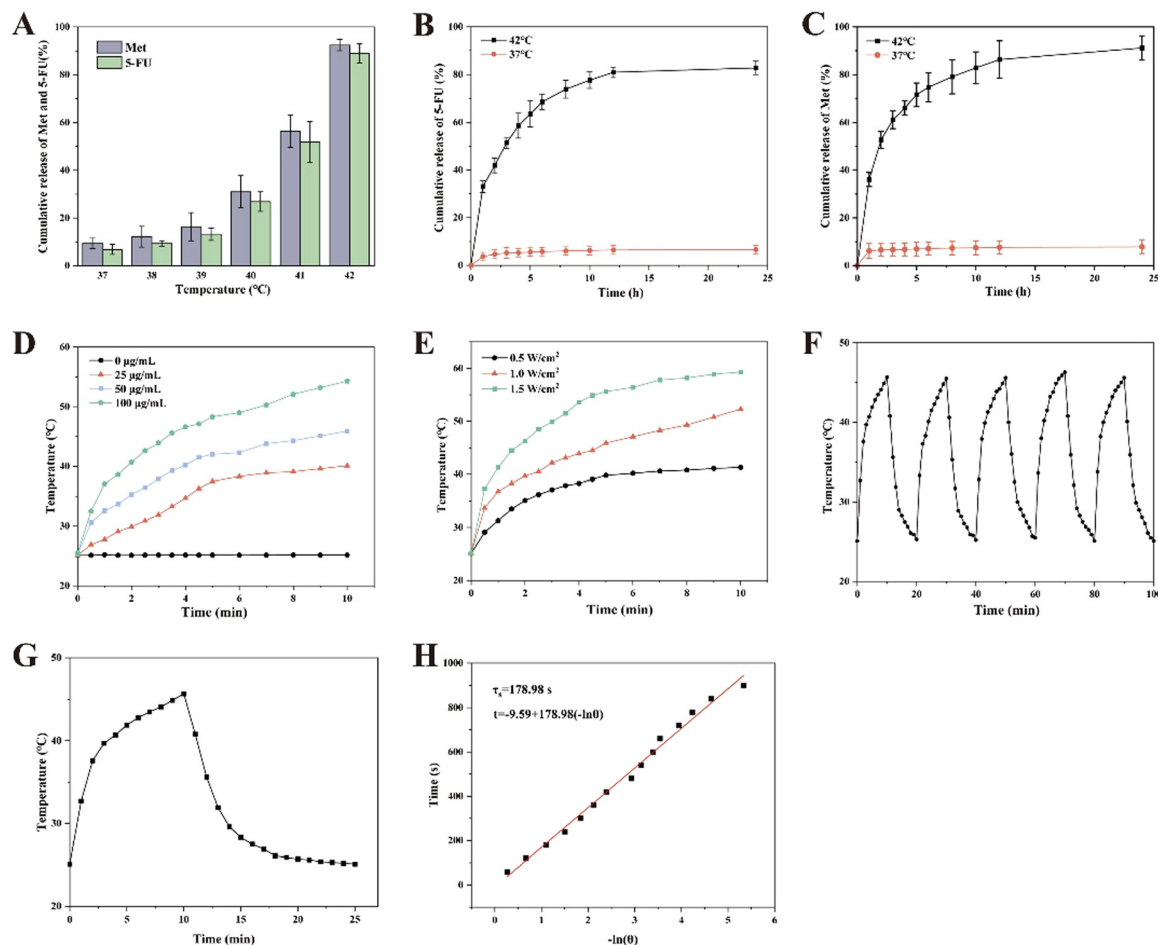 A
Met
5-FU
Cumulative release of Met and 5-FU(%)
100
80
60
40
20
0
37 38 39 40 41 42
Temperature (°C)
B
42°C
37°C
Cumulative release of 5-FU (%)
100
80
60
40
20
0
0 5 10 15 20 25
Time (h)
C
42°C
37°C
Cumulative release of Met (%)
100
80
60
40
20
0
0 5 10 15 20 25
Time (h)
D
0 μg/mL
25 μg/mL
50 μg/mL
100 μg/mL
Temperature (°C)
60
50
40
30
20
0 2 4 6 8 10
Time (min)
E
0.5 W/cm²
1.0 W/cm²
1.5 W/cm²
Temperature (°C)
60
50
40
30
20
0 2 4 6 8 10
Time (min)
F
Temperature (°C)
50
40
30
20
0 20 40 60 80 100
Time (min)
G
Temperature (°C)
50
40
30
20
0 5 10 15 20 25
Time (min)
H
τs=178.98 s
t=-9.59+178.98(-lnθ)
Time (s)
1000
800
600
400
200
0
0 1 2 3 4 5 6
-ln(θ)